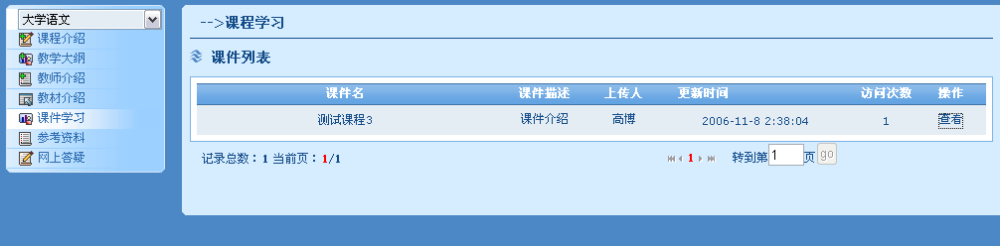 大学语文
课程介绍
教学大纲
教师介绍
教材介绍
课件学习
参考资料
网上答疑
-->课程学习
课件列表
课件名 课件描述 上传人 更新时间 访问次数 操作
测试课程3 课件介绍 高博 2006-11-8 2:38:04 1 查看
记录总数：1 当前页：1/1 1 转到第1页 go